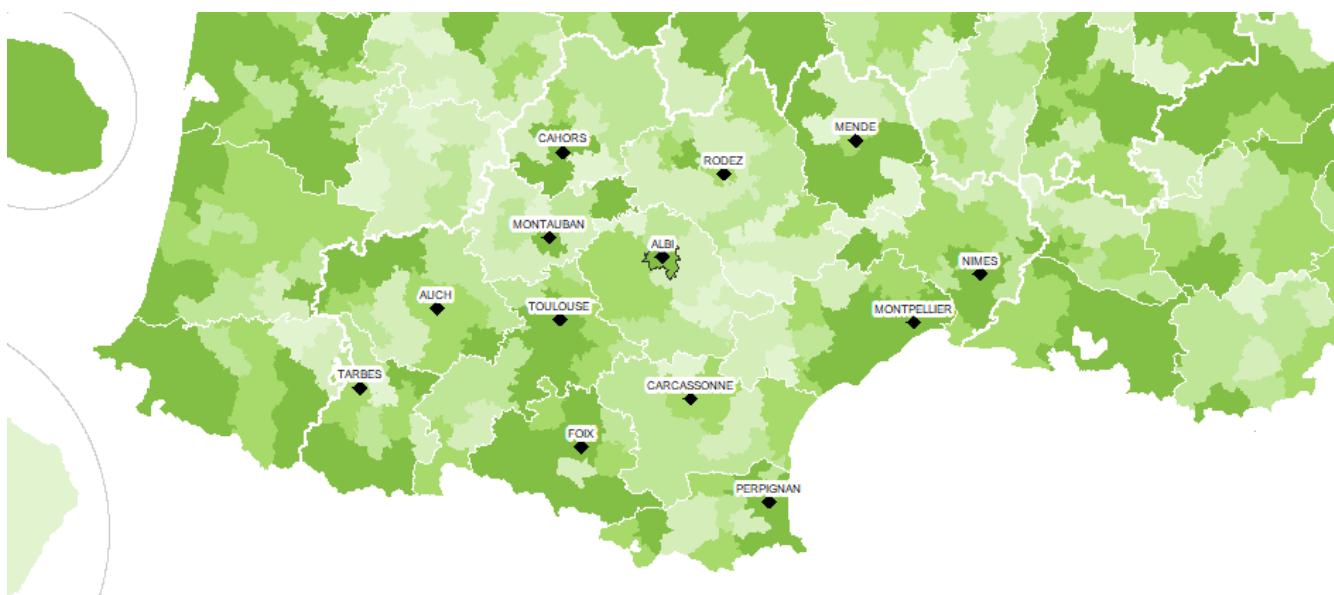 MENDE
CAHORS
RODEZ
MONTAUBAN
ALBI
NIMES
AUCH
TOULOUSE
MONTPELLIER
TARBES
CARCASSONNE
FOIX
PERPIGNAN